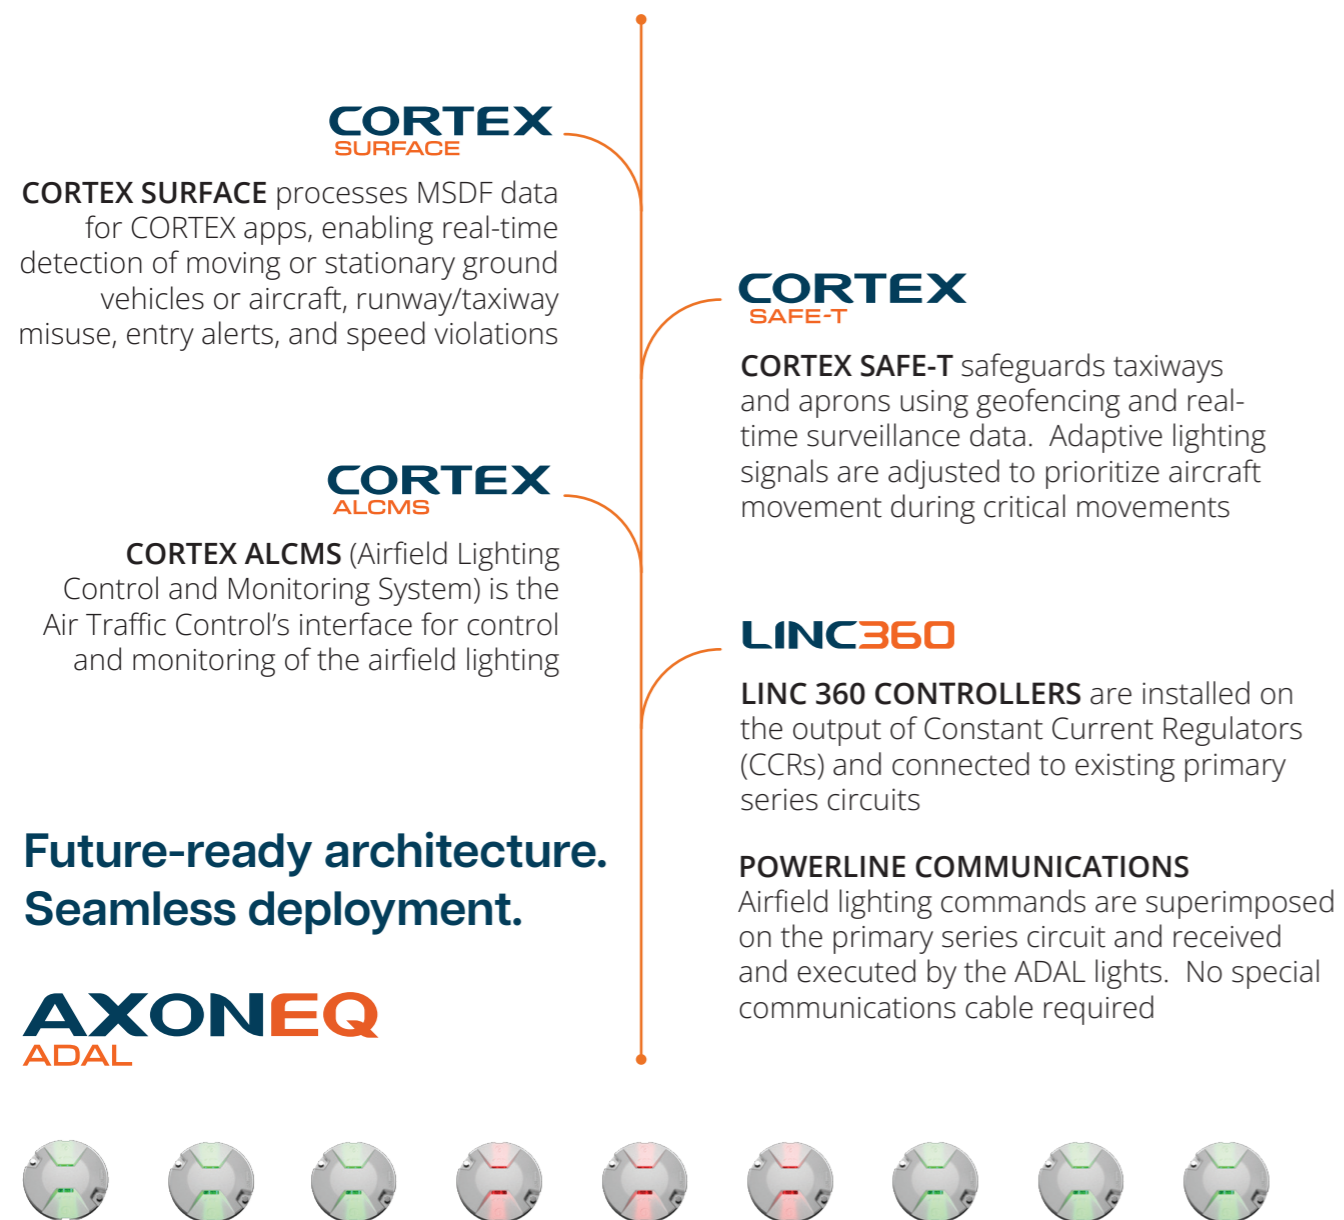 CORTEX
SURFACE
CORTEX SURFACE processes MSDF data
for CORTEX apps, enabling real-time
detection of moving or stationary ground
vehicles or aircraft, runway/taxiway
misuse, entry alerts, and speed violations
CORTEX
SAFE-T
CORTEX SAFE-T safeguards taxiways
and aprons using geofencing and real-
time surveillance data.  Adaptive lighting
signals are adjusted to prioritize aircraft
movement during critical movements
CORTEX
ALCMS
CORTEX ALCMS (Airfield Lighting
Control and Monitoring System) is the
Air Traffic Control’s interface for control
and monitoring of the airfield lighting
LINC360
LINC 360 CONTROLLERS are installed on
the output of Constant Current Regulators
(CCRs) and connected to existing primary
series circuits
POWERLINE COMMUNICATIONS
Airfield lighting commands are superimposed
on the primary series circuit and received
and executed by the ADAL lights.  No special
communications cable required
Future-ready architecture.
Seamless deployment.
AXONEQ
ADAL